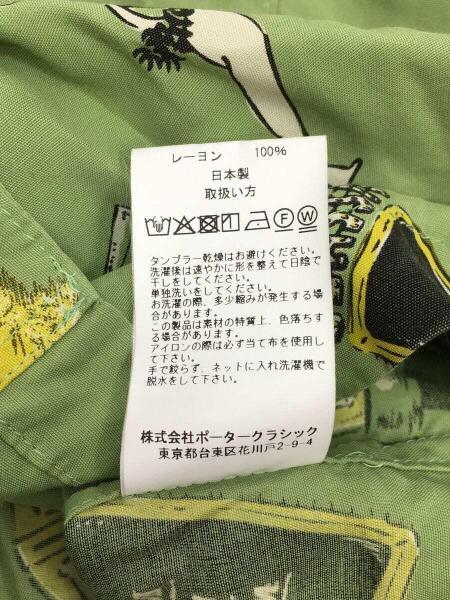 レーヨン 100%
日本製
取扱い方
タンブラー乾燥はお避けください。
洗濯後は速やかに形を整えて日陰で
干しをしてください。
単独洗いをしてください。
お洗濯の際、多少縮みが発生する場
合があります。
この製品は素材の特質上、色落ちす
る場合があります。
アイロンの際は必ず当て布を使用し
て下さい。
手で絞らず、ネットに入れ洗濯機で
脱水をして下さい。
株式会社ポータークラシック
東京都台東区花川戸2-9-4